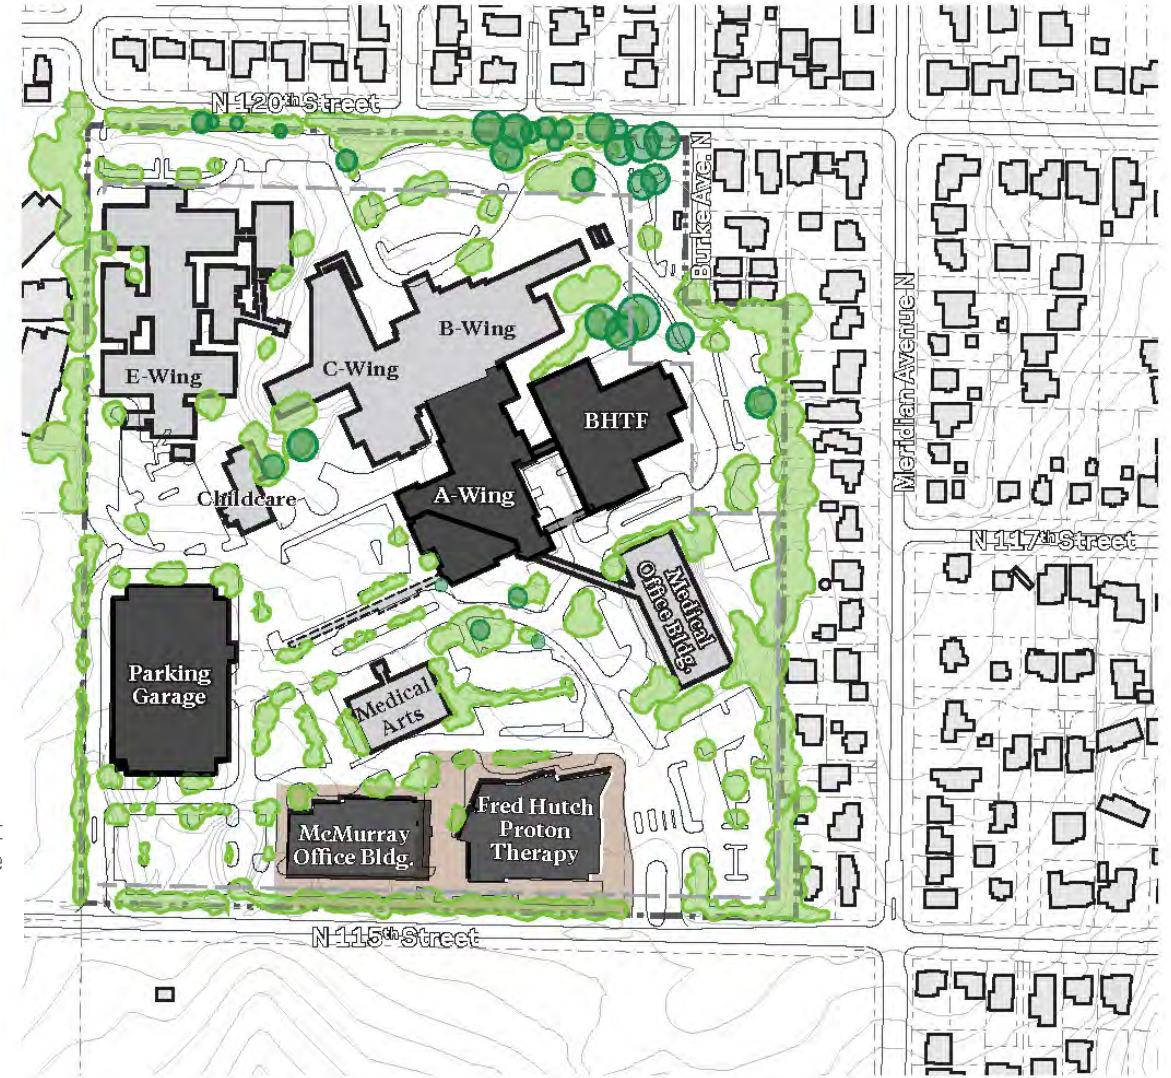 N 120th Street
Burke Ave. N
B-Wing
C-Wing
E-Wing
BHTF
Meridian Avenue N
A-Wing
Childcare
N 117th Street
Medical
Office Bldg.
Parking
Garage
Medical
Arts
Fred Hutch
Proton
Therapy
McMurray
Office Bldg.
N 115th Street